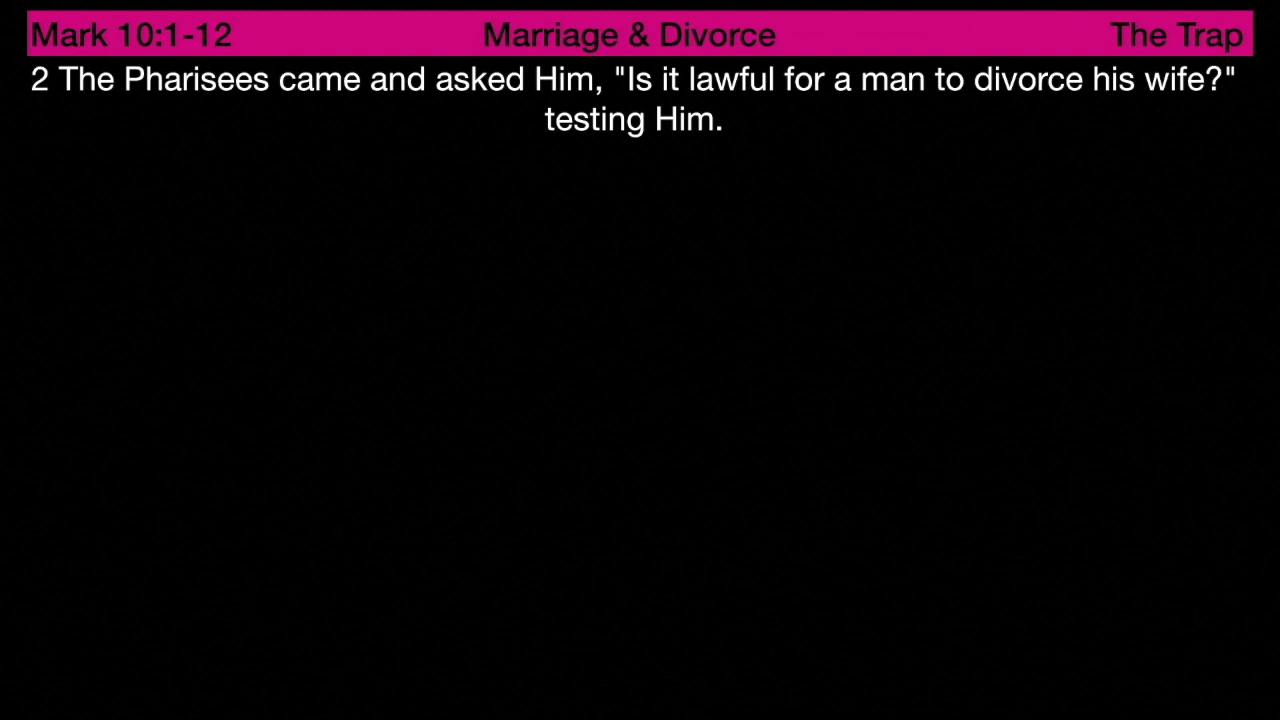 Mark 10:1-12 Marriage & Divorce The Trap
2 The Pharisees came and asked Him, "Is it lawful for a man to divorce his wife?"
testing Him.